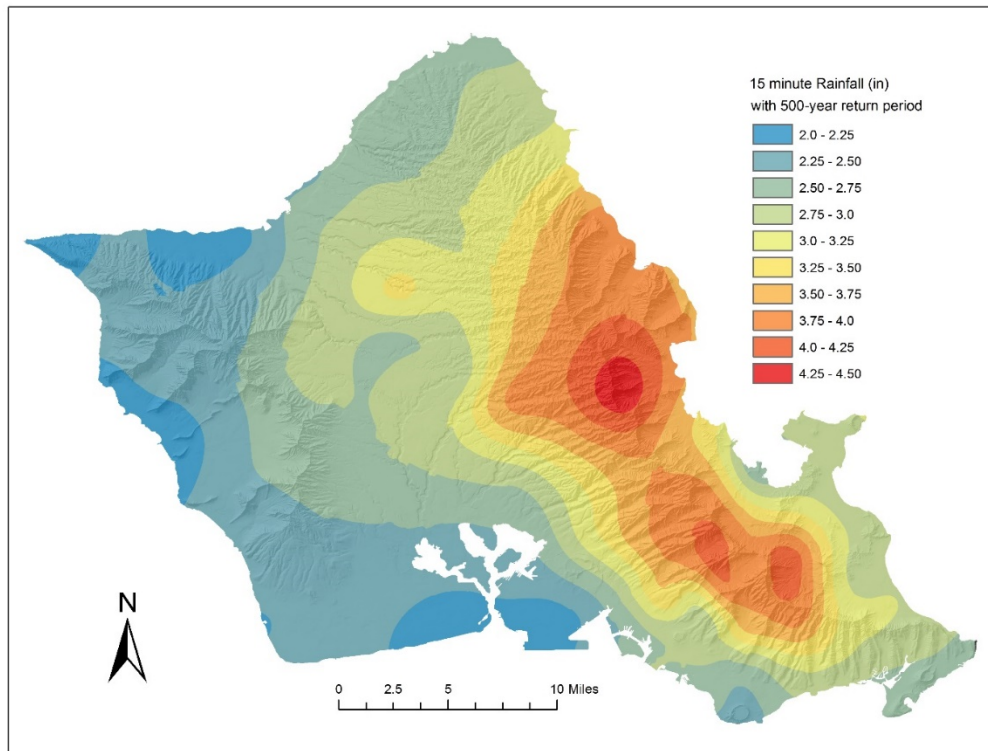 15 minute Rainfall (in)
with 500-year return period
2.0 - 2.25
2.25 - 2.50
2.50 - 2.75
2.75 - 3.0
3.0 - 3.25
3.25 - 3.50
3.50 - 3.75
3.75 - 4.0
4.0 - 4.25
4.25 - 4.50
N
0 2.5 5 10 Miles